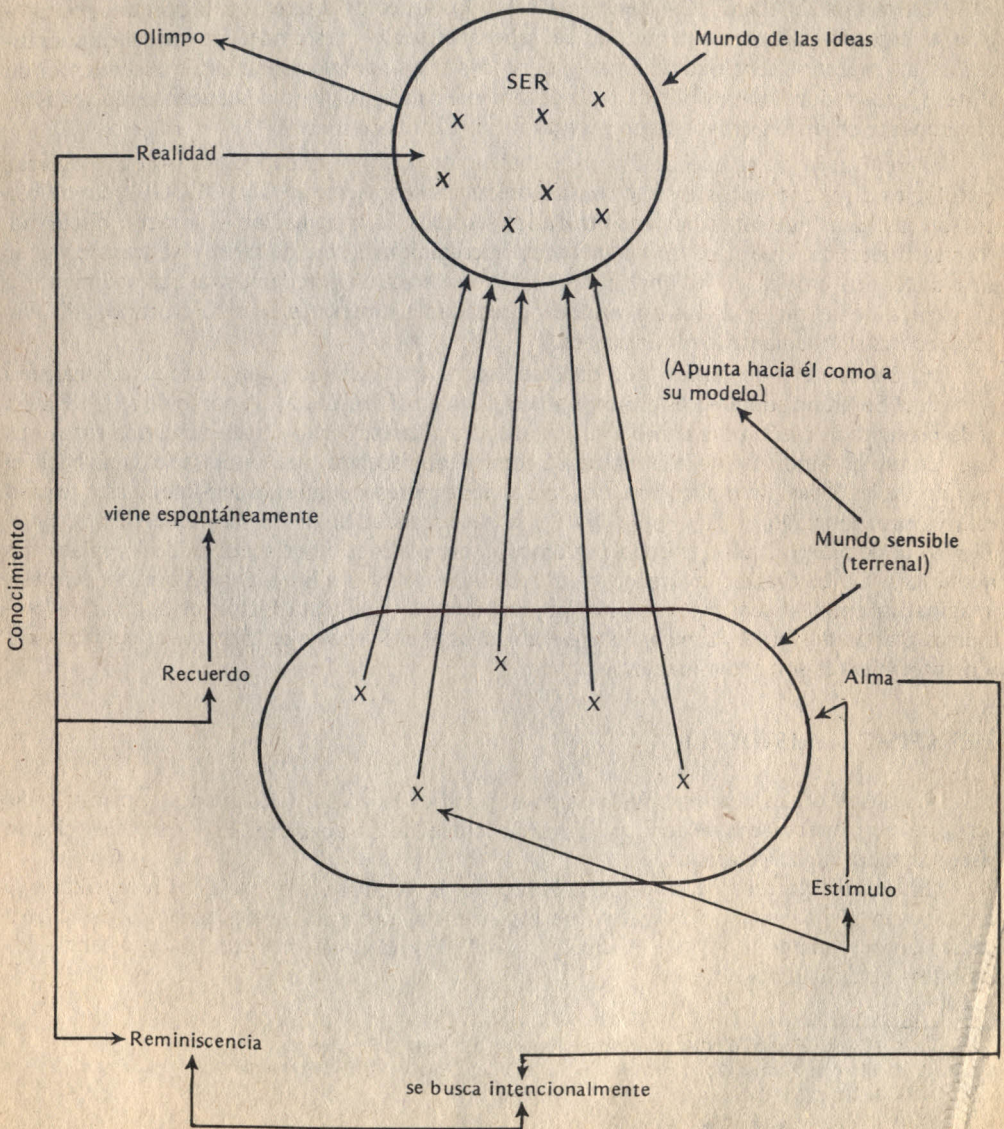 Olimpo
Mundo de las Ideas
SER
X X X
Realidad
X X X X
(Apunta hacia él como a
su modelo)
viene espontáneamente
Mundo sensible
(terrenal)
Conocimiento
Recuerdo
Alma
X X X
X X
Estímulo
Reminiscencia
se busca intencionalmente